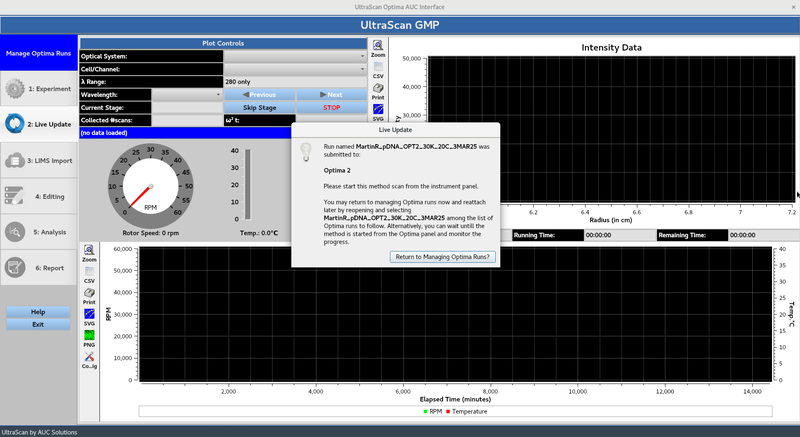 UltraScan Optima AUC Interface
UltraScan GMP
Manage Optima Runs
1: Experiment
2: Live Update
3: LIMS Import
4: Editing
5: Analysis
6: Report
Help
Exit
Plot Controls
Optical System:
Cell/Channel:
λ Range:
280 only
Wavelength:
Previous
Next
Current Stage:
Skip Stage
STOP
Collected #scans:
ω² t:
(no data loaded)
0
5
10
15
20
25
30
35
40
45
50
55
60
RPM
Rotor Speed: 0 rpm
40
30
20
10
0
Temp.: 0.0°C
Zoom
CSV
Print
SVG
Intensity Data
50,000
40,000
30,000
20,000
10,000
0
6.2
6.4
6.6
6.8
7
7.2
Radius (in cm)
Running Time:
00:00:00
Remaining Time:
00:00:00
Live Update
Run named MartinR_pDNA_OPT2_30K_20C_3MAR25 was
submitted to:
Optima 2
Please start this method scan from the instrument panel.
You may return to managing Optima runs now and reattach
later by reopening and selecting
MartinR_pDNA_OPT2_30K_20C_3MAR25 among the list of
Optima runs to follow. Alternatively, you can wait until the
method is started from the Optima panel and monitor the
progress.
Return to Managing Optima Runs?
Zoom
CSV
Print
SVG
PNG
Co...ig
RPM
60,000
50,000
40,000
30,000
20,000
10,000
0
40
35
30
25
20
15
10
5
0
Temp.°C
2,000
4,000
6,000
8,000
10,000
12,000
14,000
Elapsed Time (minutes)
RPM
Temperature
UltraScan by AUC Solutions